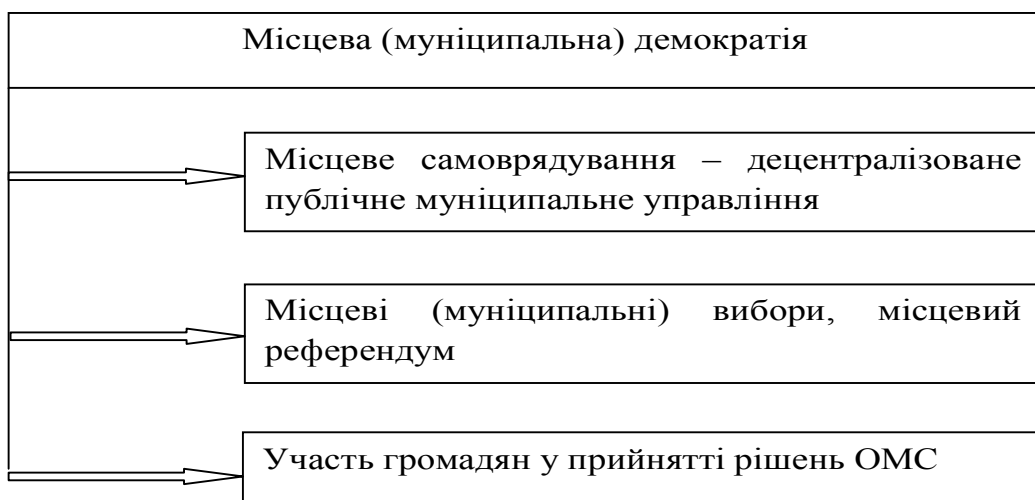 Місцева (муніципальна) демократія
Місцеве самоврядування – децентралізоване
публічне муніципальне управління
Місцеві (муніципальні) вибори, місцевий
референдум
Участь громадян у прийнятті рішень ОМС